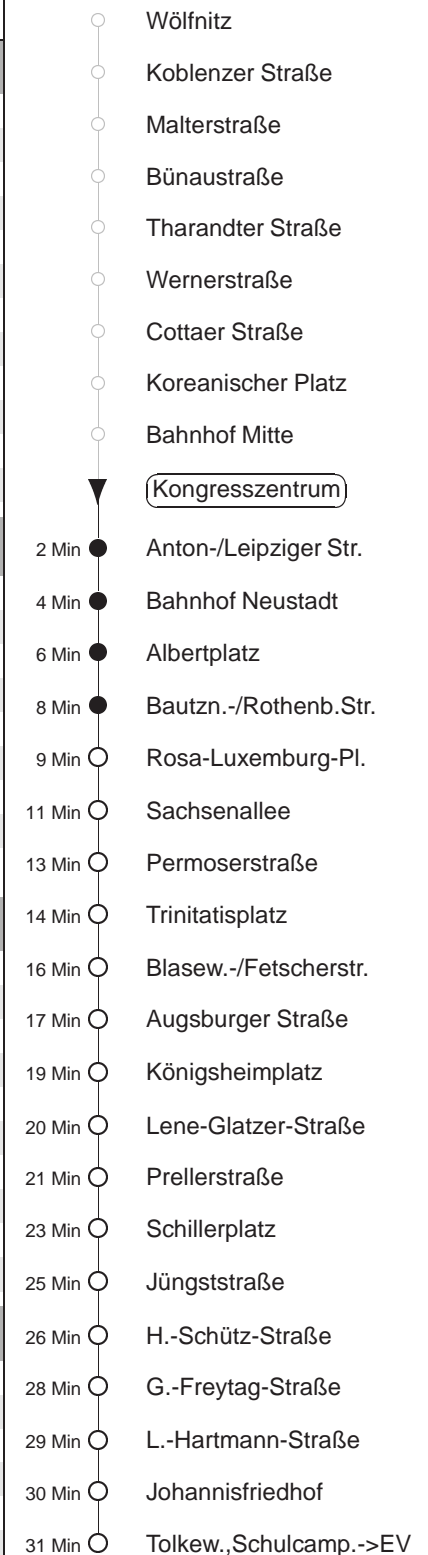 Wölfnitz
Koblenzer Straße
Malterstraße
Bünaustraße
Tharandter Straße
Wernerstraße
Cottaer Straße
Koreanischer Platz
Bahnhof Mitte
Kongresszentrum
2 Min Anton-/Leipziger Str.
4 Min Bahnhof Neustadt
6 Min Albertplatz
8 Min Bautzn.-/Rothenb.Str.
9 Min Rosa-Luxemburg-Pl.
11 Min Sachsenallee
13 Min Permoserstraße
14 Min Trinitatisplatz
16 Min Blasew.-/Fetscherstr.
17 Min Augsburger Straße
19 Min Königsheimplatz
20 Min Lene-Glatzer-Straße
21 Min Prellerstraße
23 Min Schillerplatz
25 Min Jüngststraße
26 Min H.-Schütz-Straße
28 Min G.-Freytag-Straße
29 Min L.-Hartmann-Straße
30 Min Johannisfriedhof
31 Min Tolkew.,Schulcamp.->EV